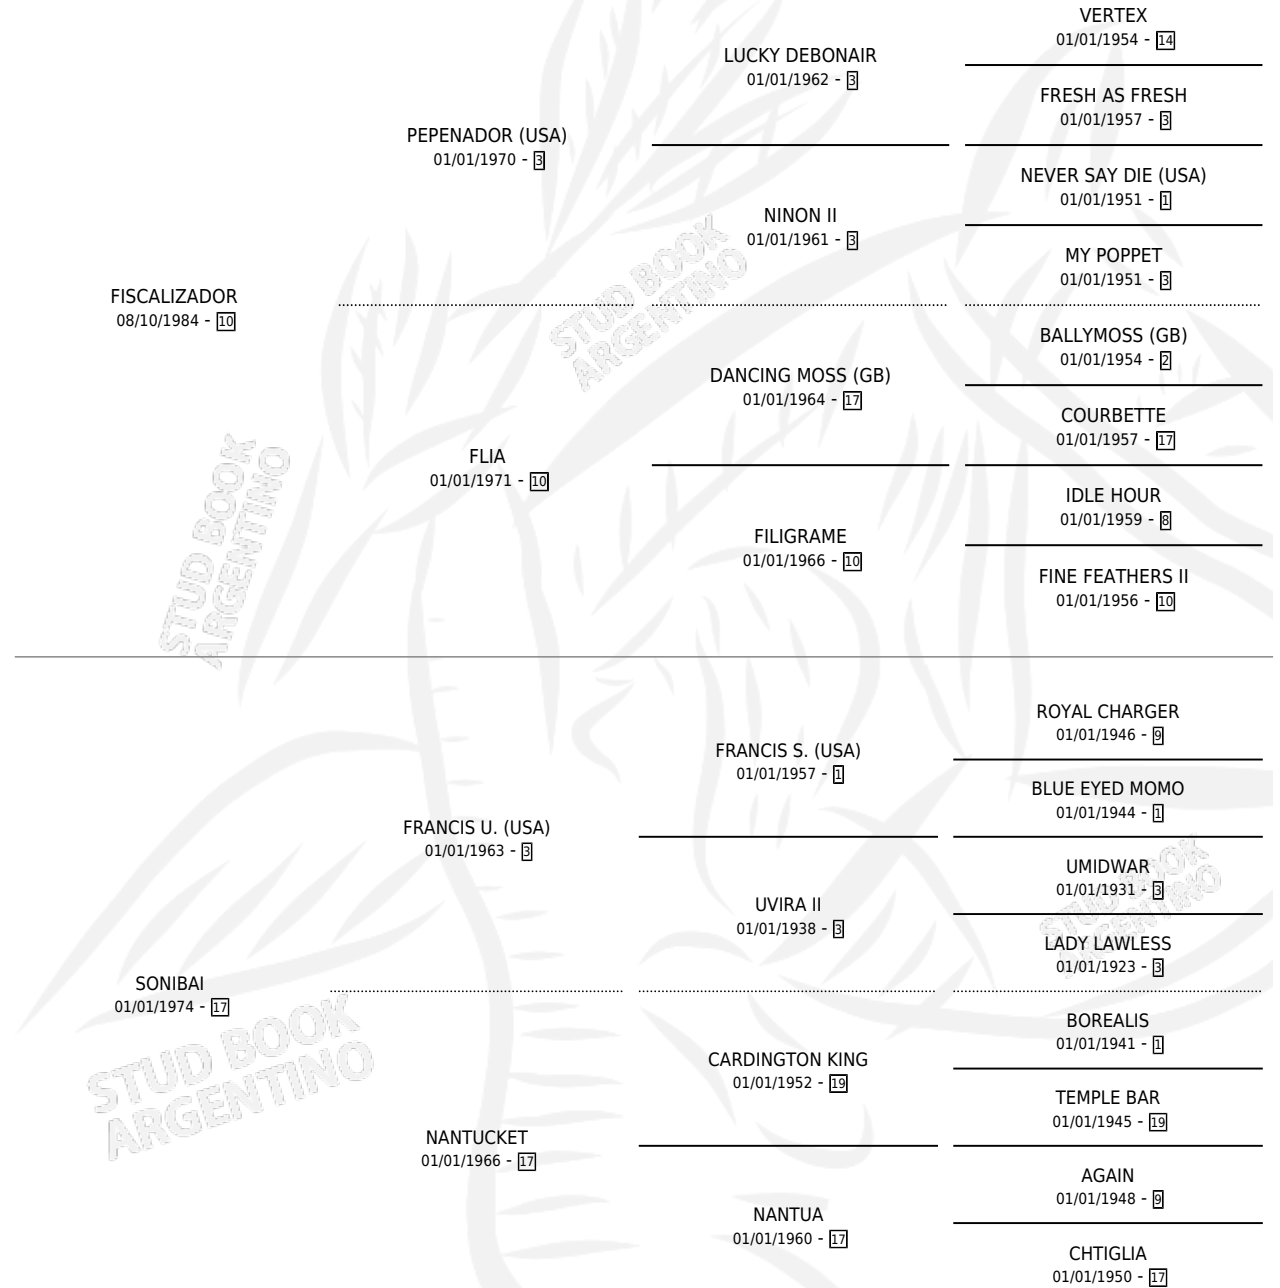 VERTEX
01/01/1954 - 14
LUCKY DEBONAIR
01/01/1962 - 3
FRESH AS FRESH
01/01/1957 - 3
PEPENADOR (USA)
01/01/1970 - 3
NEVER SAY DIE (USA)
01/01/1951 - 1
NINON II
01/01/1961 - 3
MY POPPET
01/01/1951 - 3
FISCALIZADOR
08/10/1984 - 10
BALLYMOSS (GB)
01/01/1954 - 2
DANCING MOSS (GB)
01/01/1964 - 17
COURBETTE
01/01/1957 - 17
FLIA
01/01/1971 - 10
IDLE HOUR
01/01/1959 - 8
FILIGRAME
01/01/1966 - 10
FINE FEATHERS II
01/01/1956 - 10
ROYAL CHARGER
01/01/1946 - 9
FRANCIS S. (USA)
01/01/1957 - 1
BLUE EYED MOMO
01/01/1944 - 1
FRANCIS U. (USA)
01/01/1963 - 3
UMIDWAR
01/01/1931 - 3
UVIRA II
01/01/1938 - 3
LADY LAWLESS
01/01/1923 - 3
SONIBAI
01/01/1974 - 17
BOREALIS
01/01/1941 - 1
CARDINGTON KING
01/01/1952 - 19
TEMPLE BAR
01/01/1945 - 19
NANTUCKET
01/01/1966 - 17
AGAIN
01/01/1948 - 9
NANTUA
01/01/1960 - 17
CHTIGLIA
01/01/1950 - 17
STUD BOOK
ARGENTINO
STUD BOOK
ARGENTINO
STUD BOOK
ARGENTINO
STUD BOOK
ARGENTINO